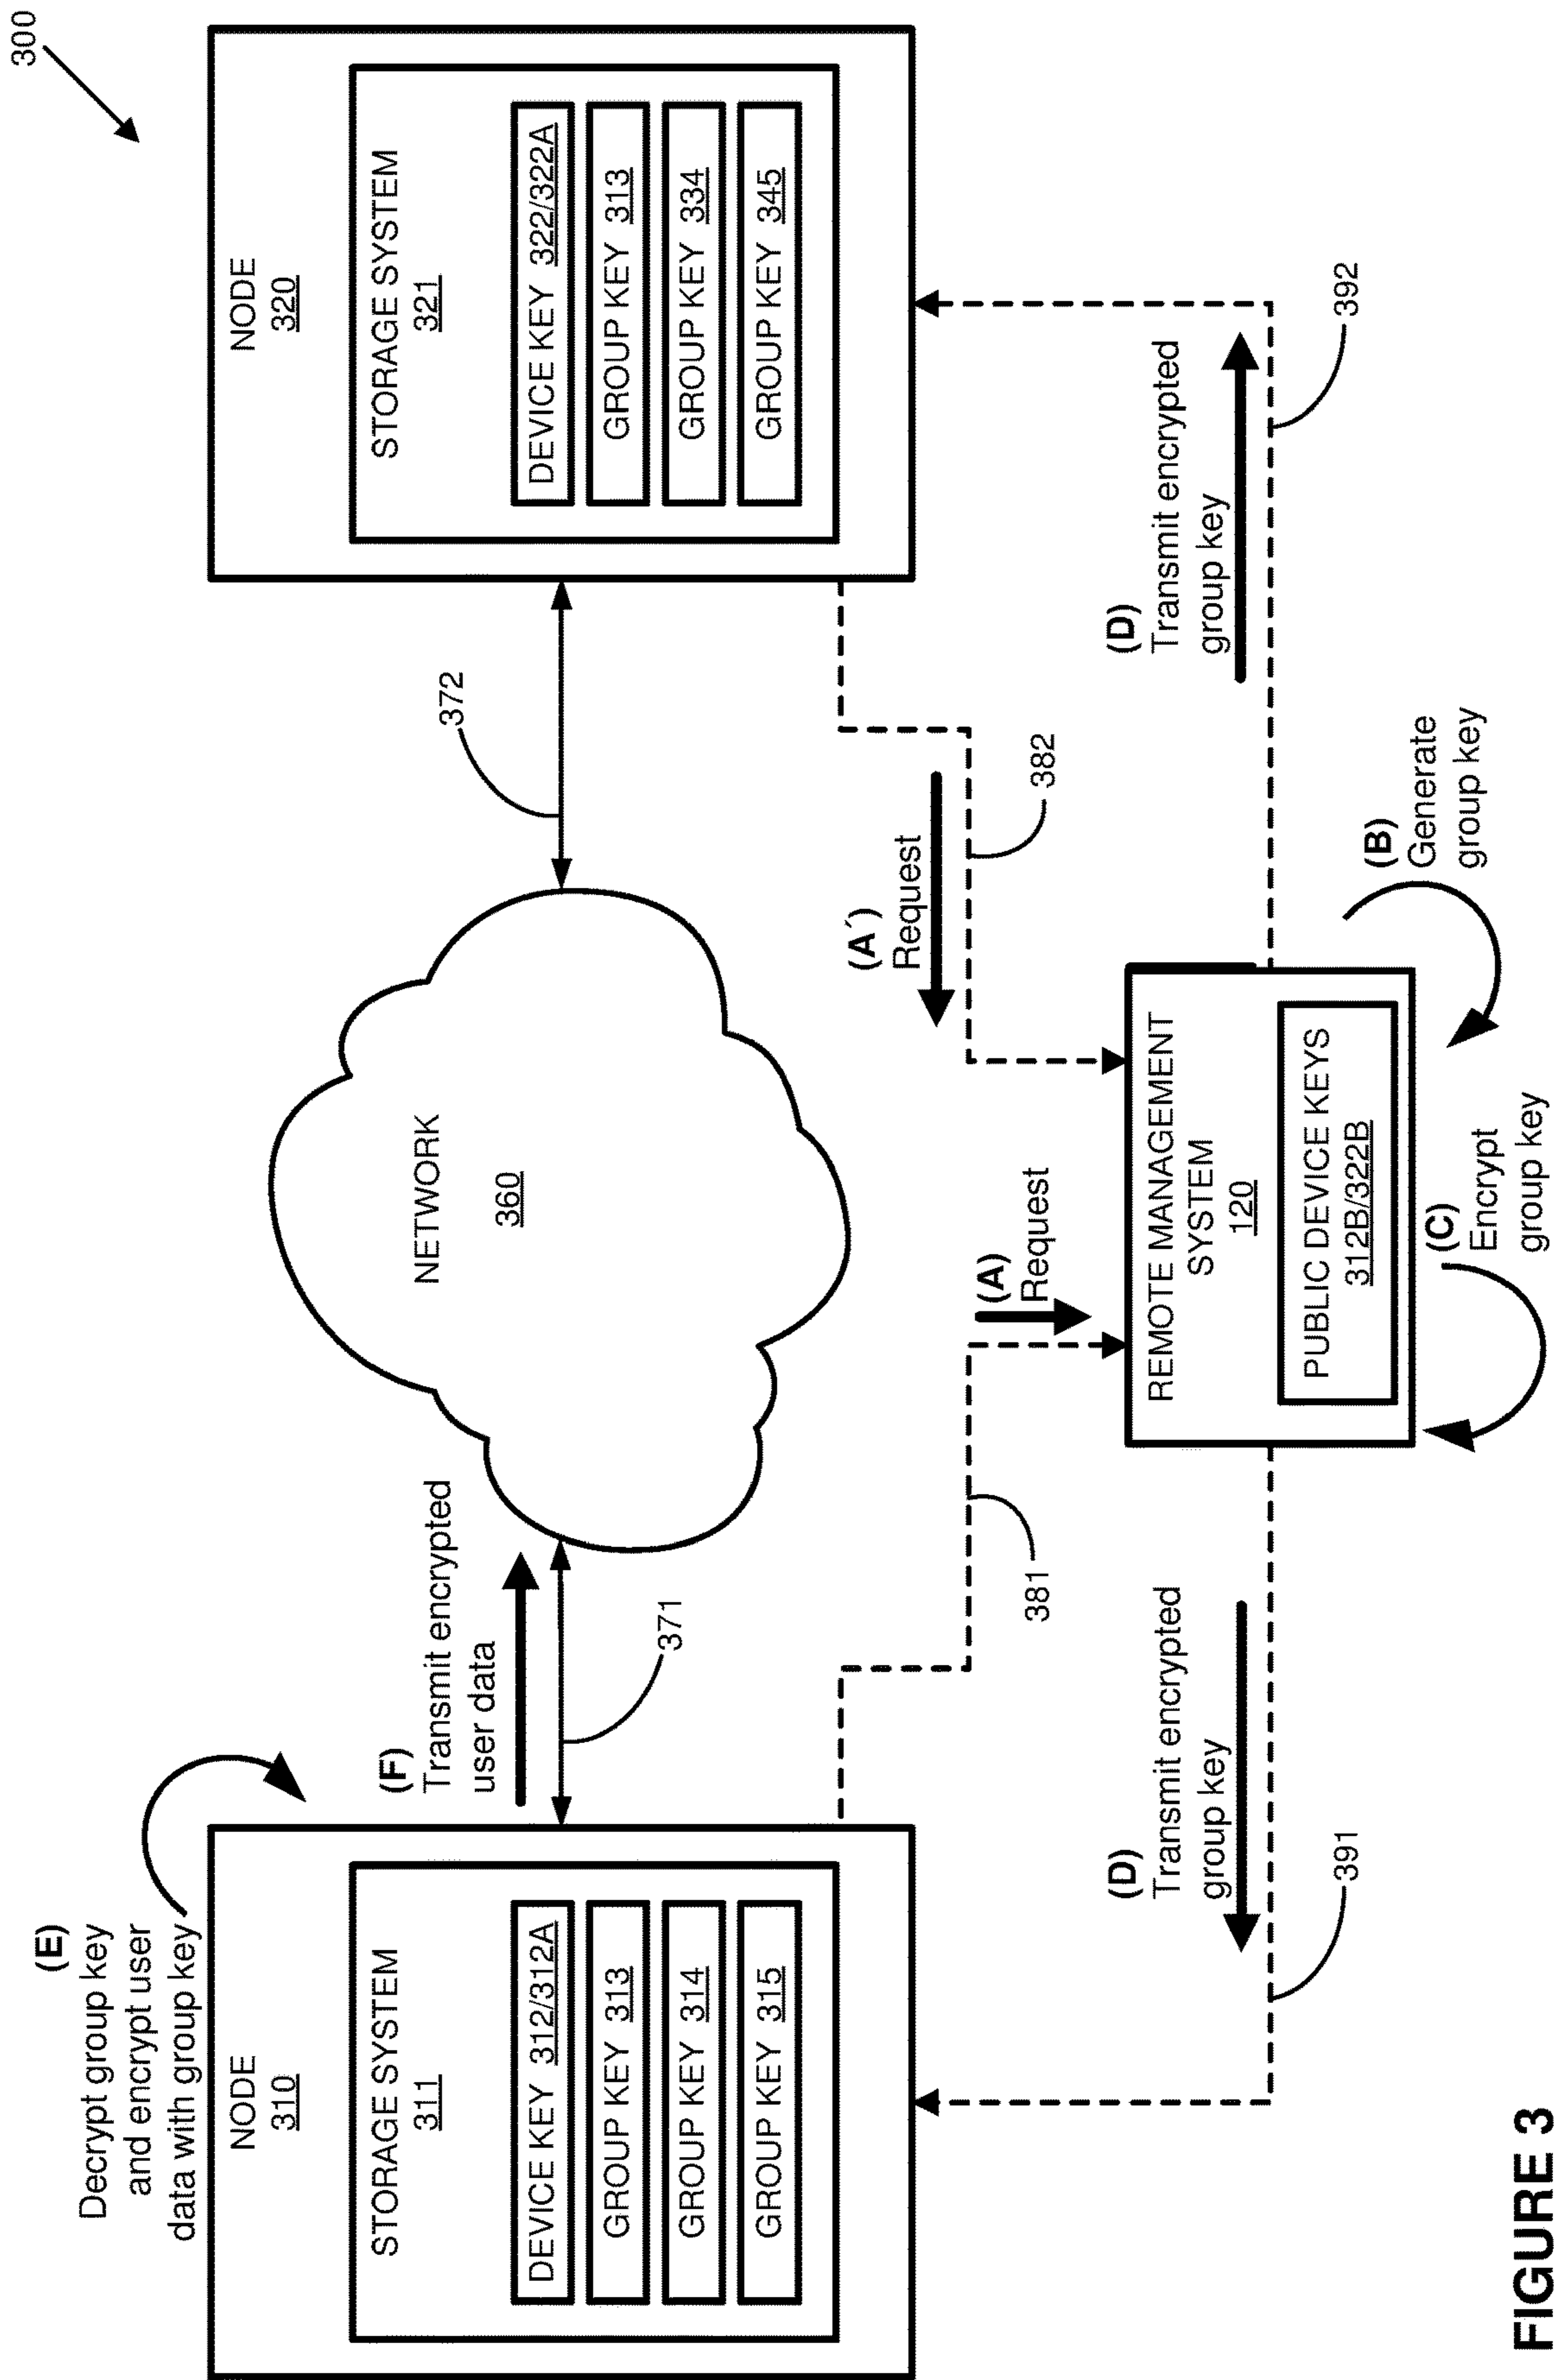 300
(E)
Decrypt group key
and encrypt user
data with group key
NODE
310
STORAGE SYSTEM
311
DEVICE KEY 312/312A
GROUP KEY 313
GROUP KEY 314
GROUP KEY 315
(F)
Transmit encrypted
user data
371
NETWORK
360
372
NODE
320
STORAGE SYSTEM
321
DEVICE KEY 322/322A
GROUP KEY 313
GROUP KEY 334
GROUP KEY 345
381
(A)
Request
(A´)
Request
382
(D)
Transmit encrypted
group key
391
REMOTE MANAGEMENT
SYSTEM
120
PUBLIC DEVICE KEYS
312B/322B
(D)
Transmit encrypted
group key
392
(C)
Encrypt
group key
(B)
Generate
group key
FIGURE 3